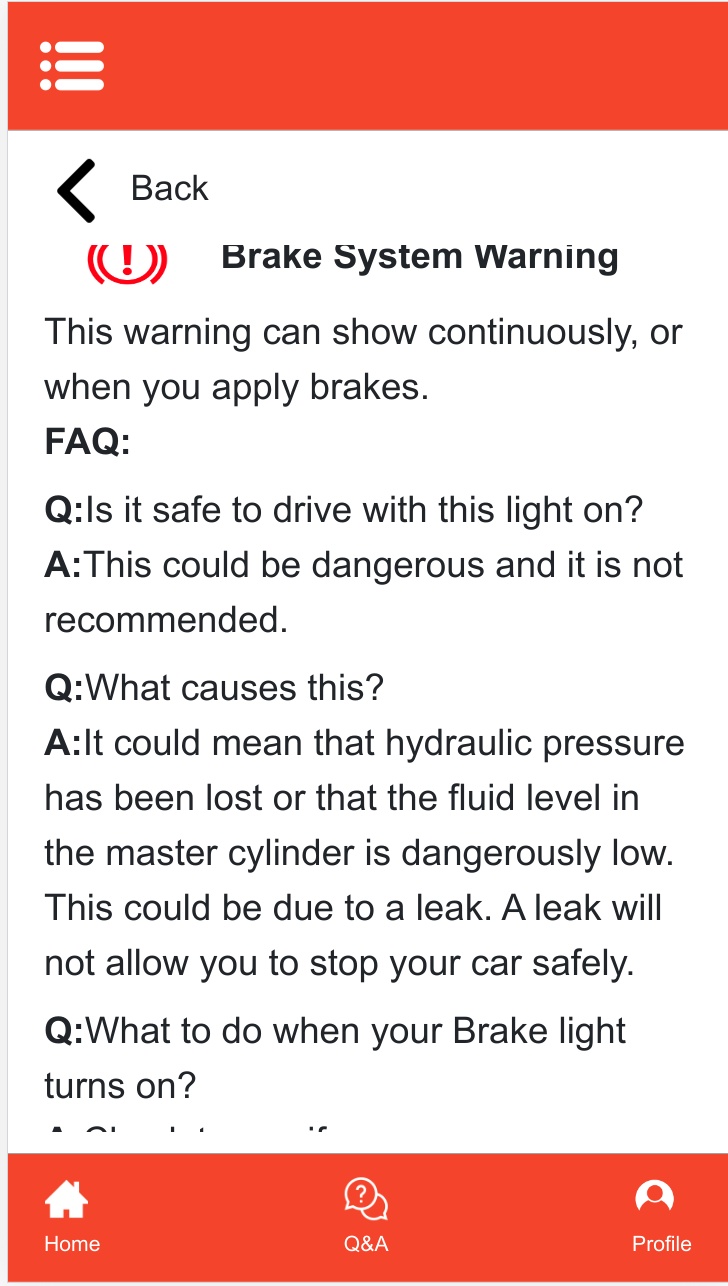 Back
Brake System Warning
This warning can show continuously, or
when you apply brakes.
FAQ:
Q:Is it safe to drive with this light on?
A:This could be dangerous and it is not
recommended.
Q:What causes this?
A:It could mean that hydraulic pressure
has been lost or that the fluid level in
the master cylinder is dangerously low.
This could be due to a leak. A leak will
not allow you to stop your car safely.
Q:What to do when your Brake light
turns on?
Home
Q&A
Profile